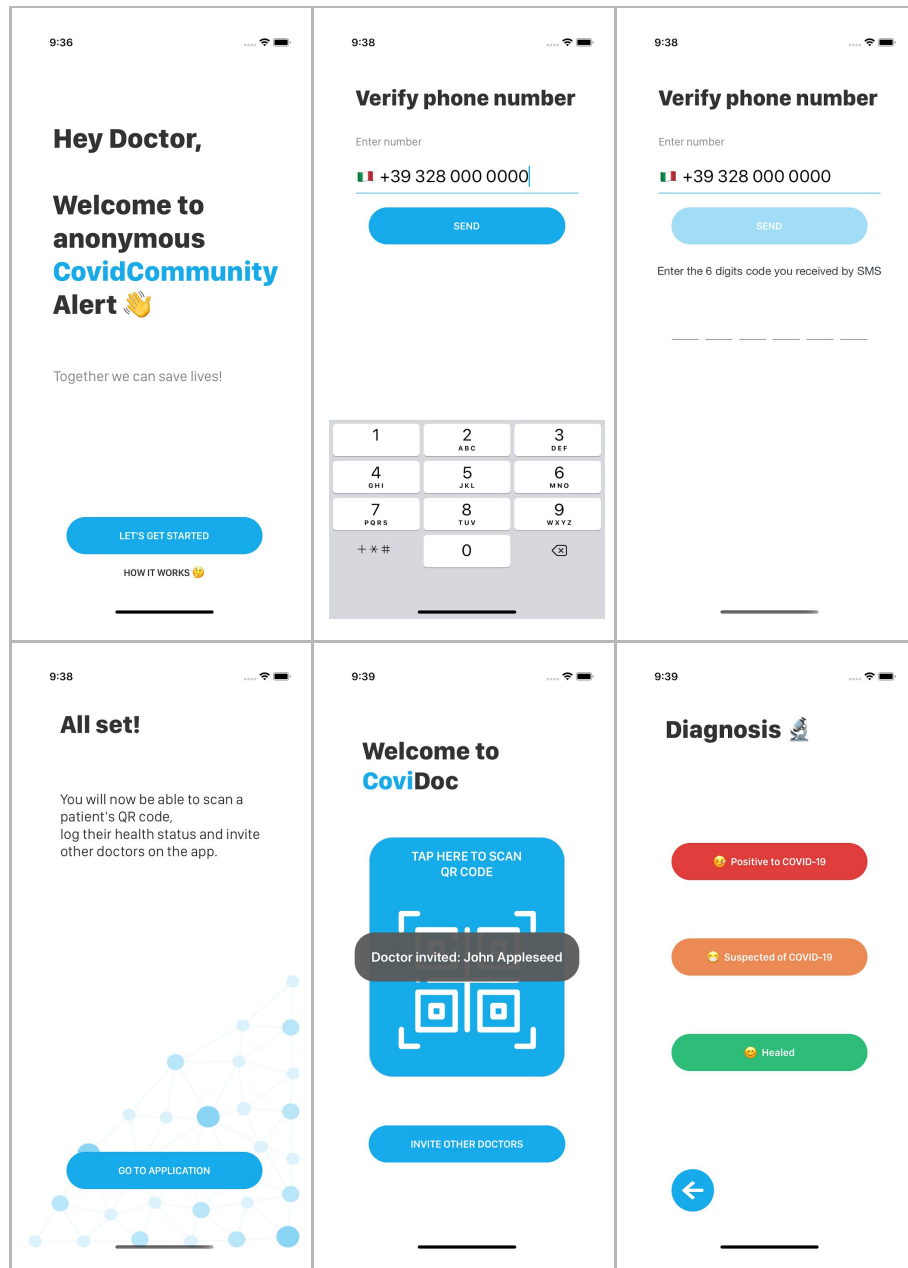 9:36
Hey Doctor,
Welcome to
anonymous
CovidCommunity
Alert 👋
Together we can save lives!
LET'S GET STARTED
HOW IT WORKS 🤔
9:38
Verify phone number
Enter number
🇮🇹 +39 328 000 0000
SEND
1
2
ABC
3
DEF
4
GHI
5
JKL
6
MNO
7
PQRS
8
TUV
9
WXYZ
+*#
0
9:38
Verify phone number
Enter number
🇮🇹 +39 328 000 0000
SEND
Enter the 6 digits code you received by SMS
9:38
All set!
You will now be able to scan a
patient's QR code,
log their health status and invite
other doctors on the app.
GO TO APPLICATION
9:39
Welcome to
CoviDoc
TAP HERE TO SCAN
QR CODE
Doctor invited: John Appleseed
INVITE OTHER DOCTORS
9:39
Diagnosis 🔬
🤒 Positive to COVID-19
😷 Suspected of COVID-19
😊 Healed